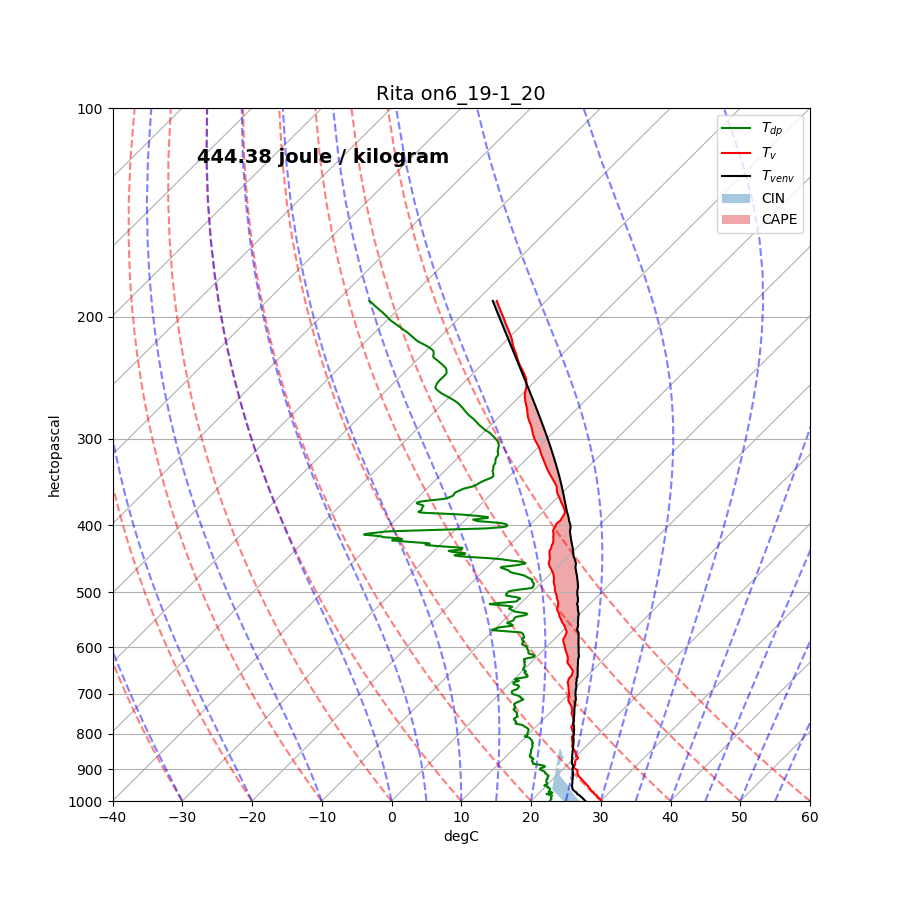 Rita on6_19-1_20
444.38 joule / kilogram
T_dp
T_v
T_venv
CIN
CAPE
hectopascal
100
200
300
400
500
600
700
800
900
1000
−40 −30 −20 −10 0 10 20 30 40 50 60
degC